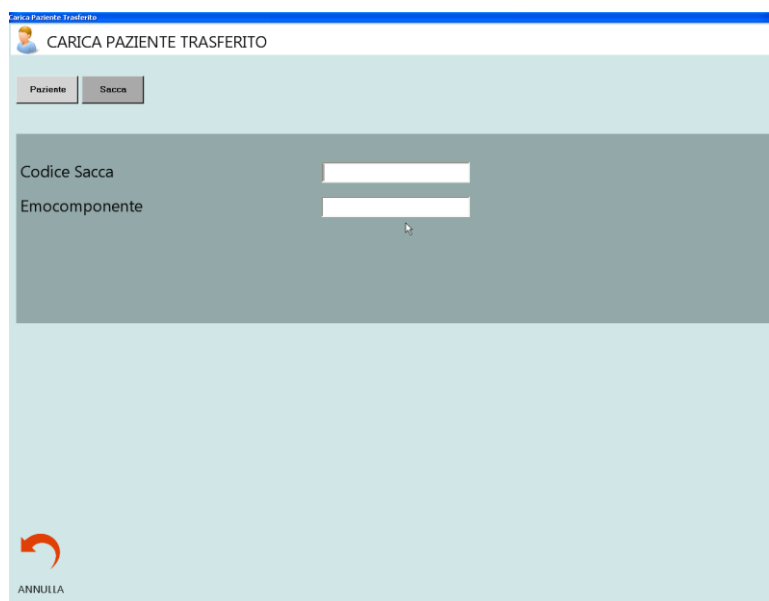 Carica Paziente Trasferito
CARICA PAZIENTE TRASFERITO
Paziente Sacca
Codice Sacca
Emocomponente
ANNULLA